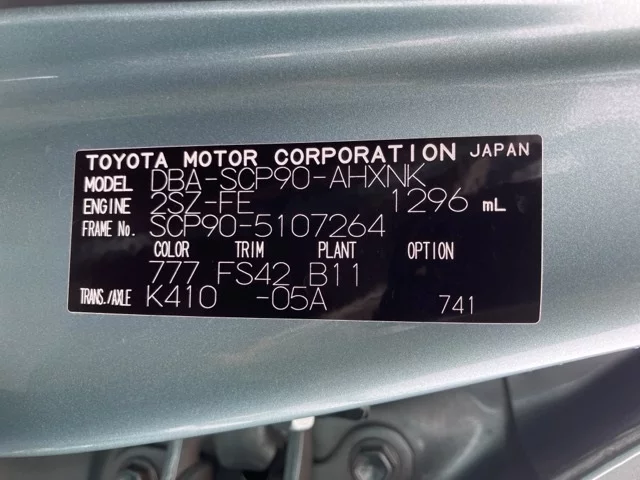 TOYOTA MOTOR CORPORATION JAPAN
MODEL DBA-SCP90-AHXNK
ENGINE 2SZ-FE 1296 mL
FRAME No. SCP90-5107264
COLOR TRIM PLANT OPTION
777 FS42 B11
TRANS./AXLE K410 -05A 741